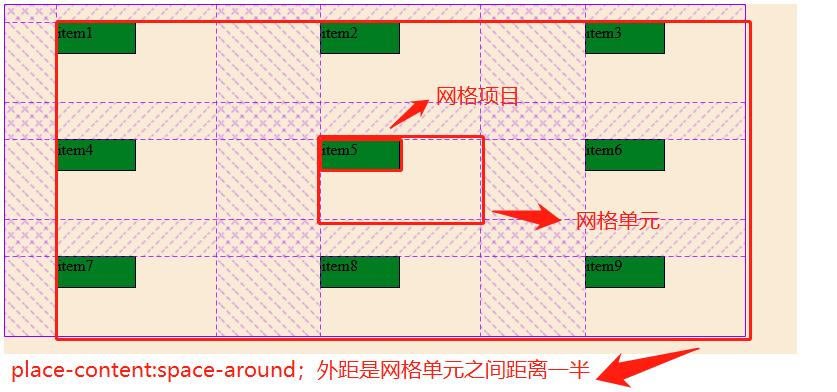 item1
item2
item3
网格项目
item4
item5
item6
网格单元
item7
item8
item9
place-content:space-around；外距是网格单元之间距离一半